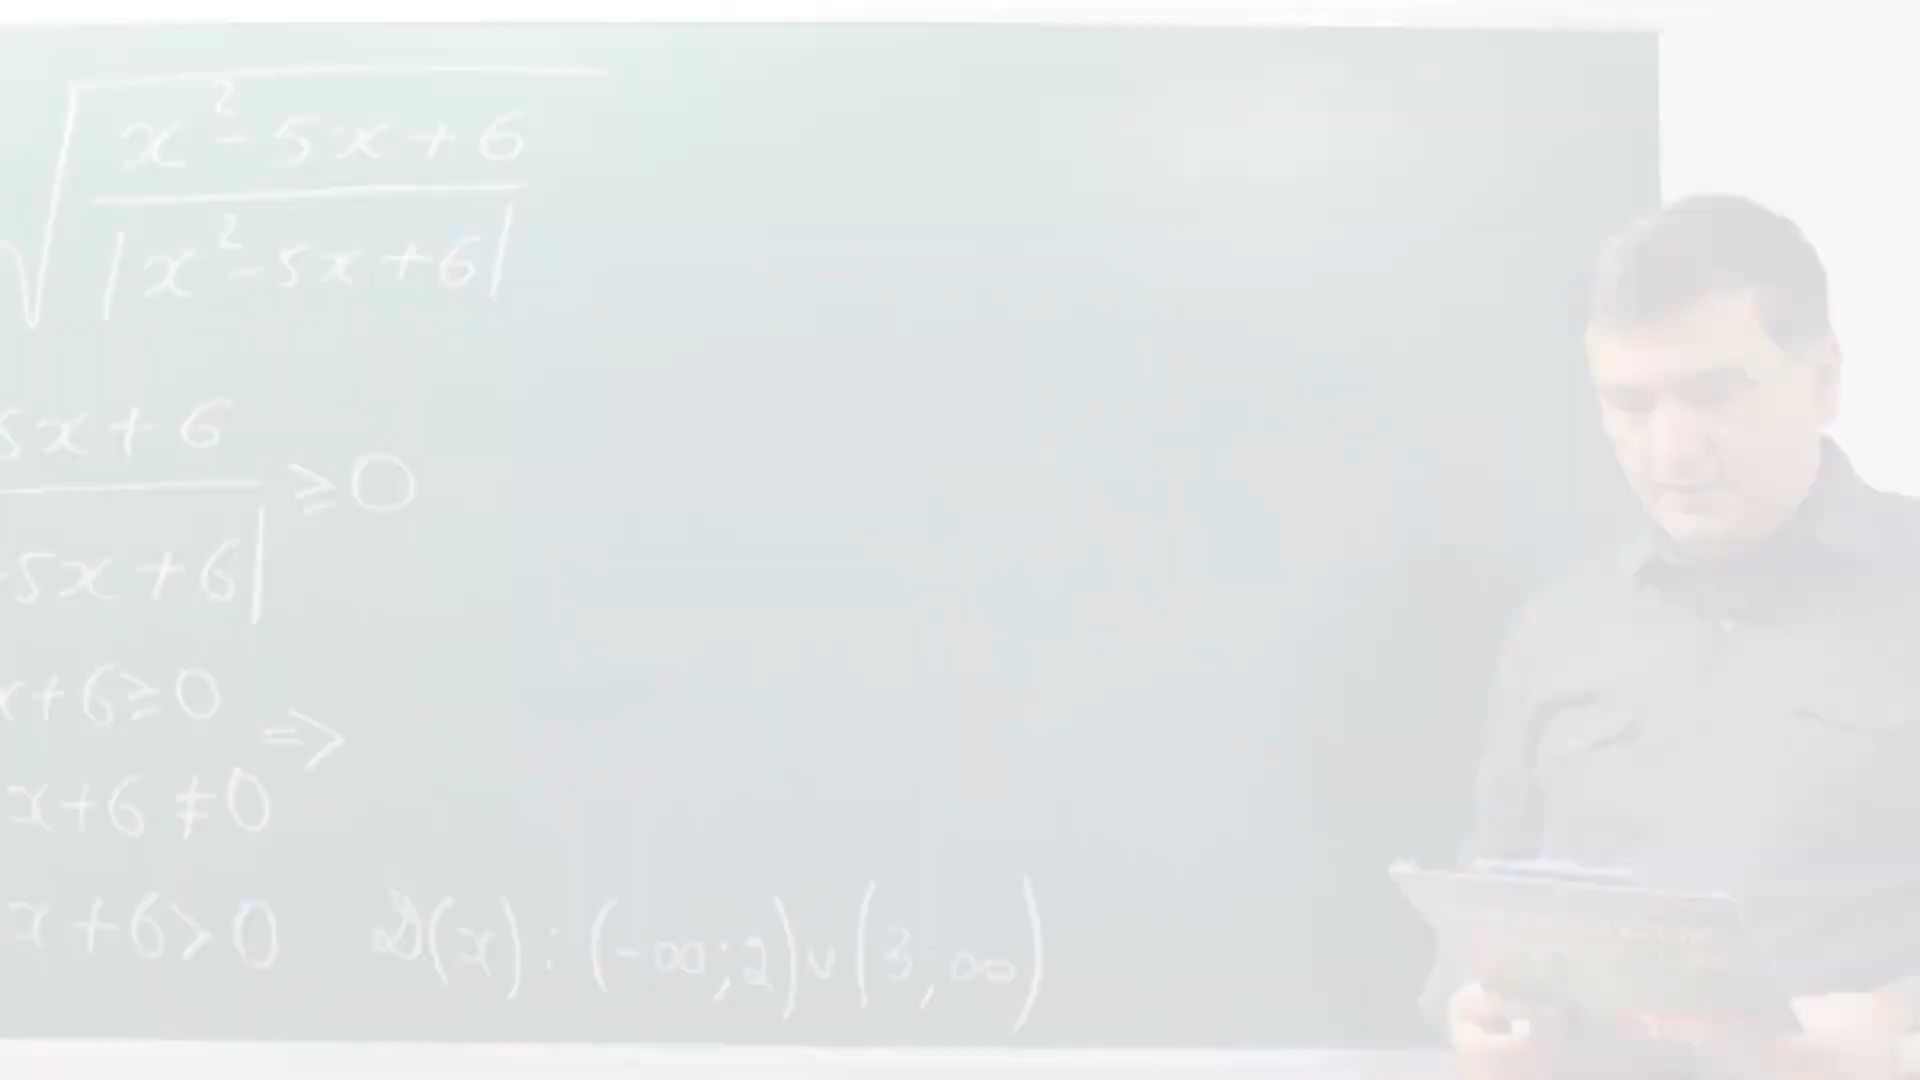 √ x² - 5x + 6
|x² - 5x + 6|
5x + 6
≥ 0
5x + 6|
x + 6 ≥ 0
⇒
x + 6 ≠ 0
x + 6 > 0 D(x) : (-∞; 2) ∪ (3; ∞)